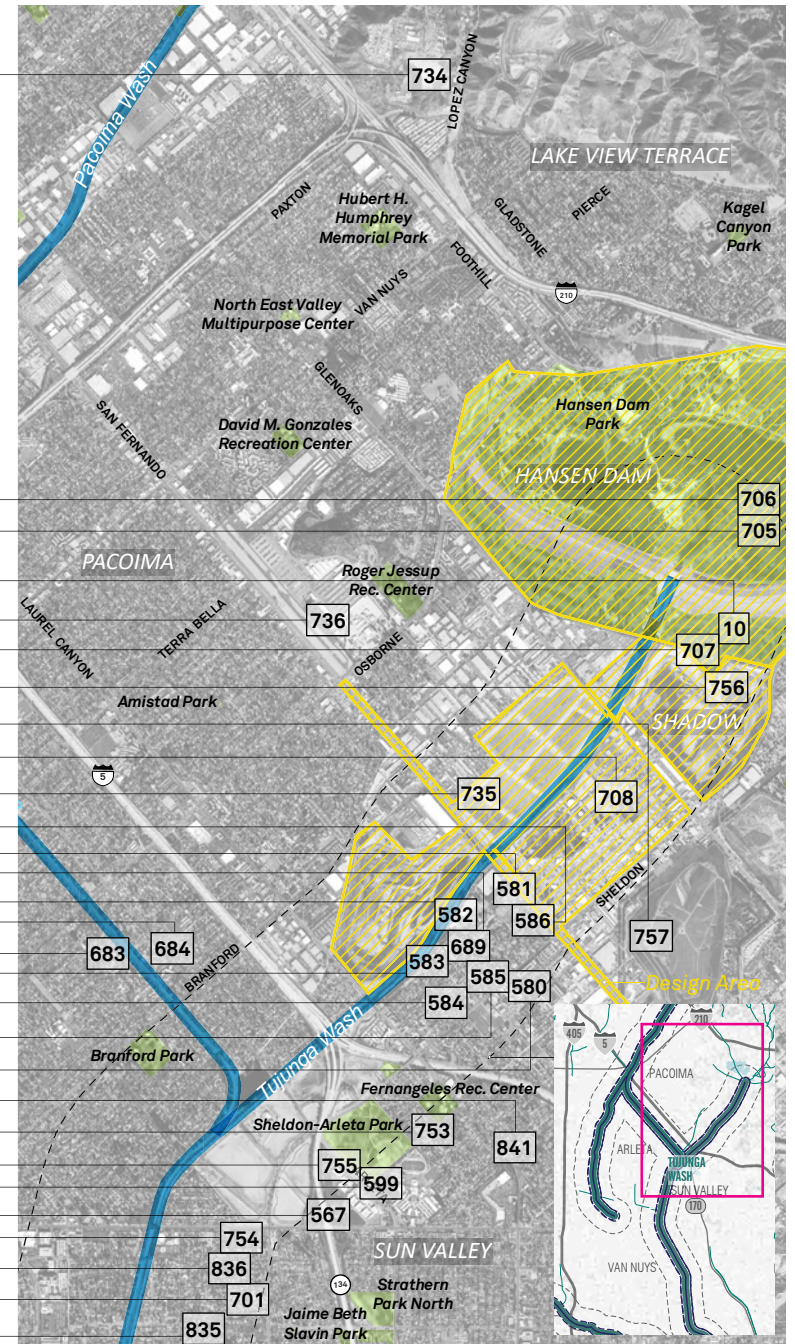 734
LOPEZ CANYON
Pacoima Wash
LAKE VIEW TERRACE
PAXTON
Hubert H.
Humphrey
Memorial Park
GLADSTONE
PIERCE
Kagel
Canyon
Park
FOOTHILL
VAN NUYS
210
North East Valley
Multipurpose Center
GLENOAKS
SAN FERNANDO
David M. Gonzales
Recreation Center
Hansen Dam
Park
HANSEN DAM
706
705
PACOIMA
Roger Jessup
Rec. Center
LAUREL CANYON
TERRA BELLA
736
OSBORNE
10
707
756
Amistad Park
SHADOW
5
735
708
SHELDON
581
582
586
757
683
684
BRANFORD
583
689
585
580
584
Design Area
Branford Park
Tujunga Wash
Fernangeles Rec. Center
Sheldon-Arleta Park
753
841
755
599
567
754
836
701
835
SUN VALLEY
134
Strathern
Park North
Jaime Beth
Slavin Park
405
5
210
PACOIMA
ARLETA
TUJUNGA
WASH
SUN VALLEY
170
VAN NUYS